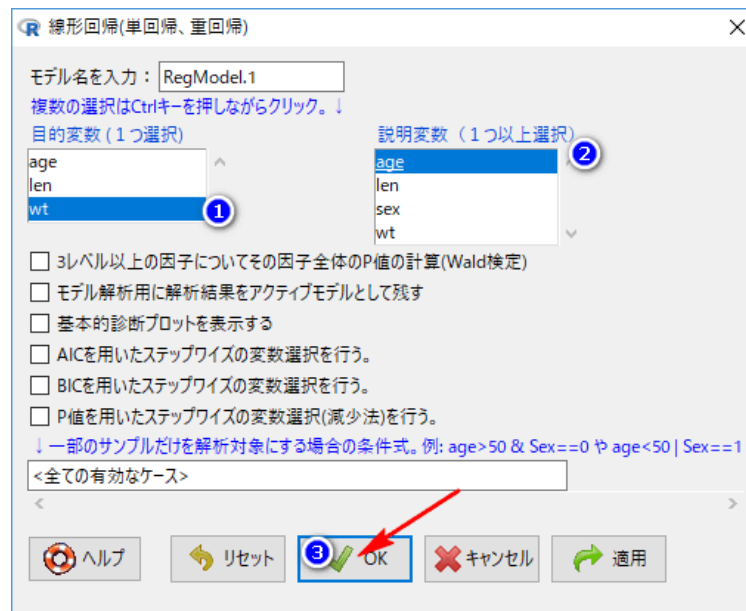 線形回帰(単回帰、重回帰)
モデル名を入力: RegModel.1
複数の選択はCtrlキーを押しながらクリック。↓
目的変数(1つ選択)
age
len
wt
1
説明変数(1つ以上選択)
2
age
len
sex
wt
3レベル以上の因子についてその因子全体のP値の計算(Wald検定)
モデル解析用に解析結果をアクティブモデルとして残す
基本的診断プロットを表示する
AICを用いたステップワイズの変数選択を行う。
BICを用いたステップワイズの変数選択を行う。
P値を用いたステップワイズの変数選択(減少法)を行う。
↓一部のサンプルだけを解析対象にする場合の条件式。例: age>50 & Sex==0 や age<50 | Sex==1
<全ての有効なケース>
ヘルプ リセット 3 OK キャンセル 適用